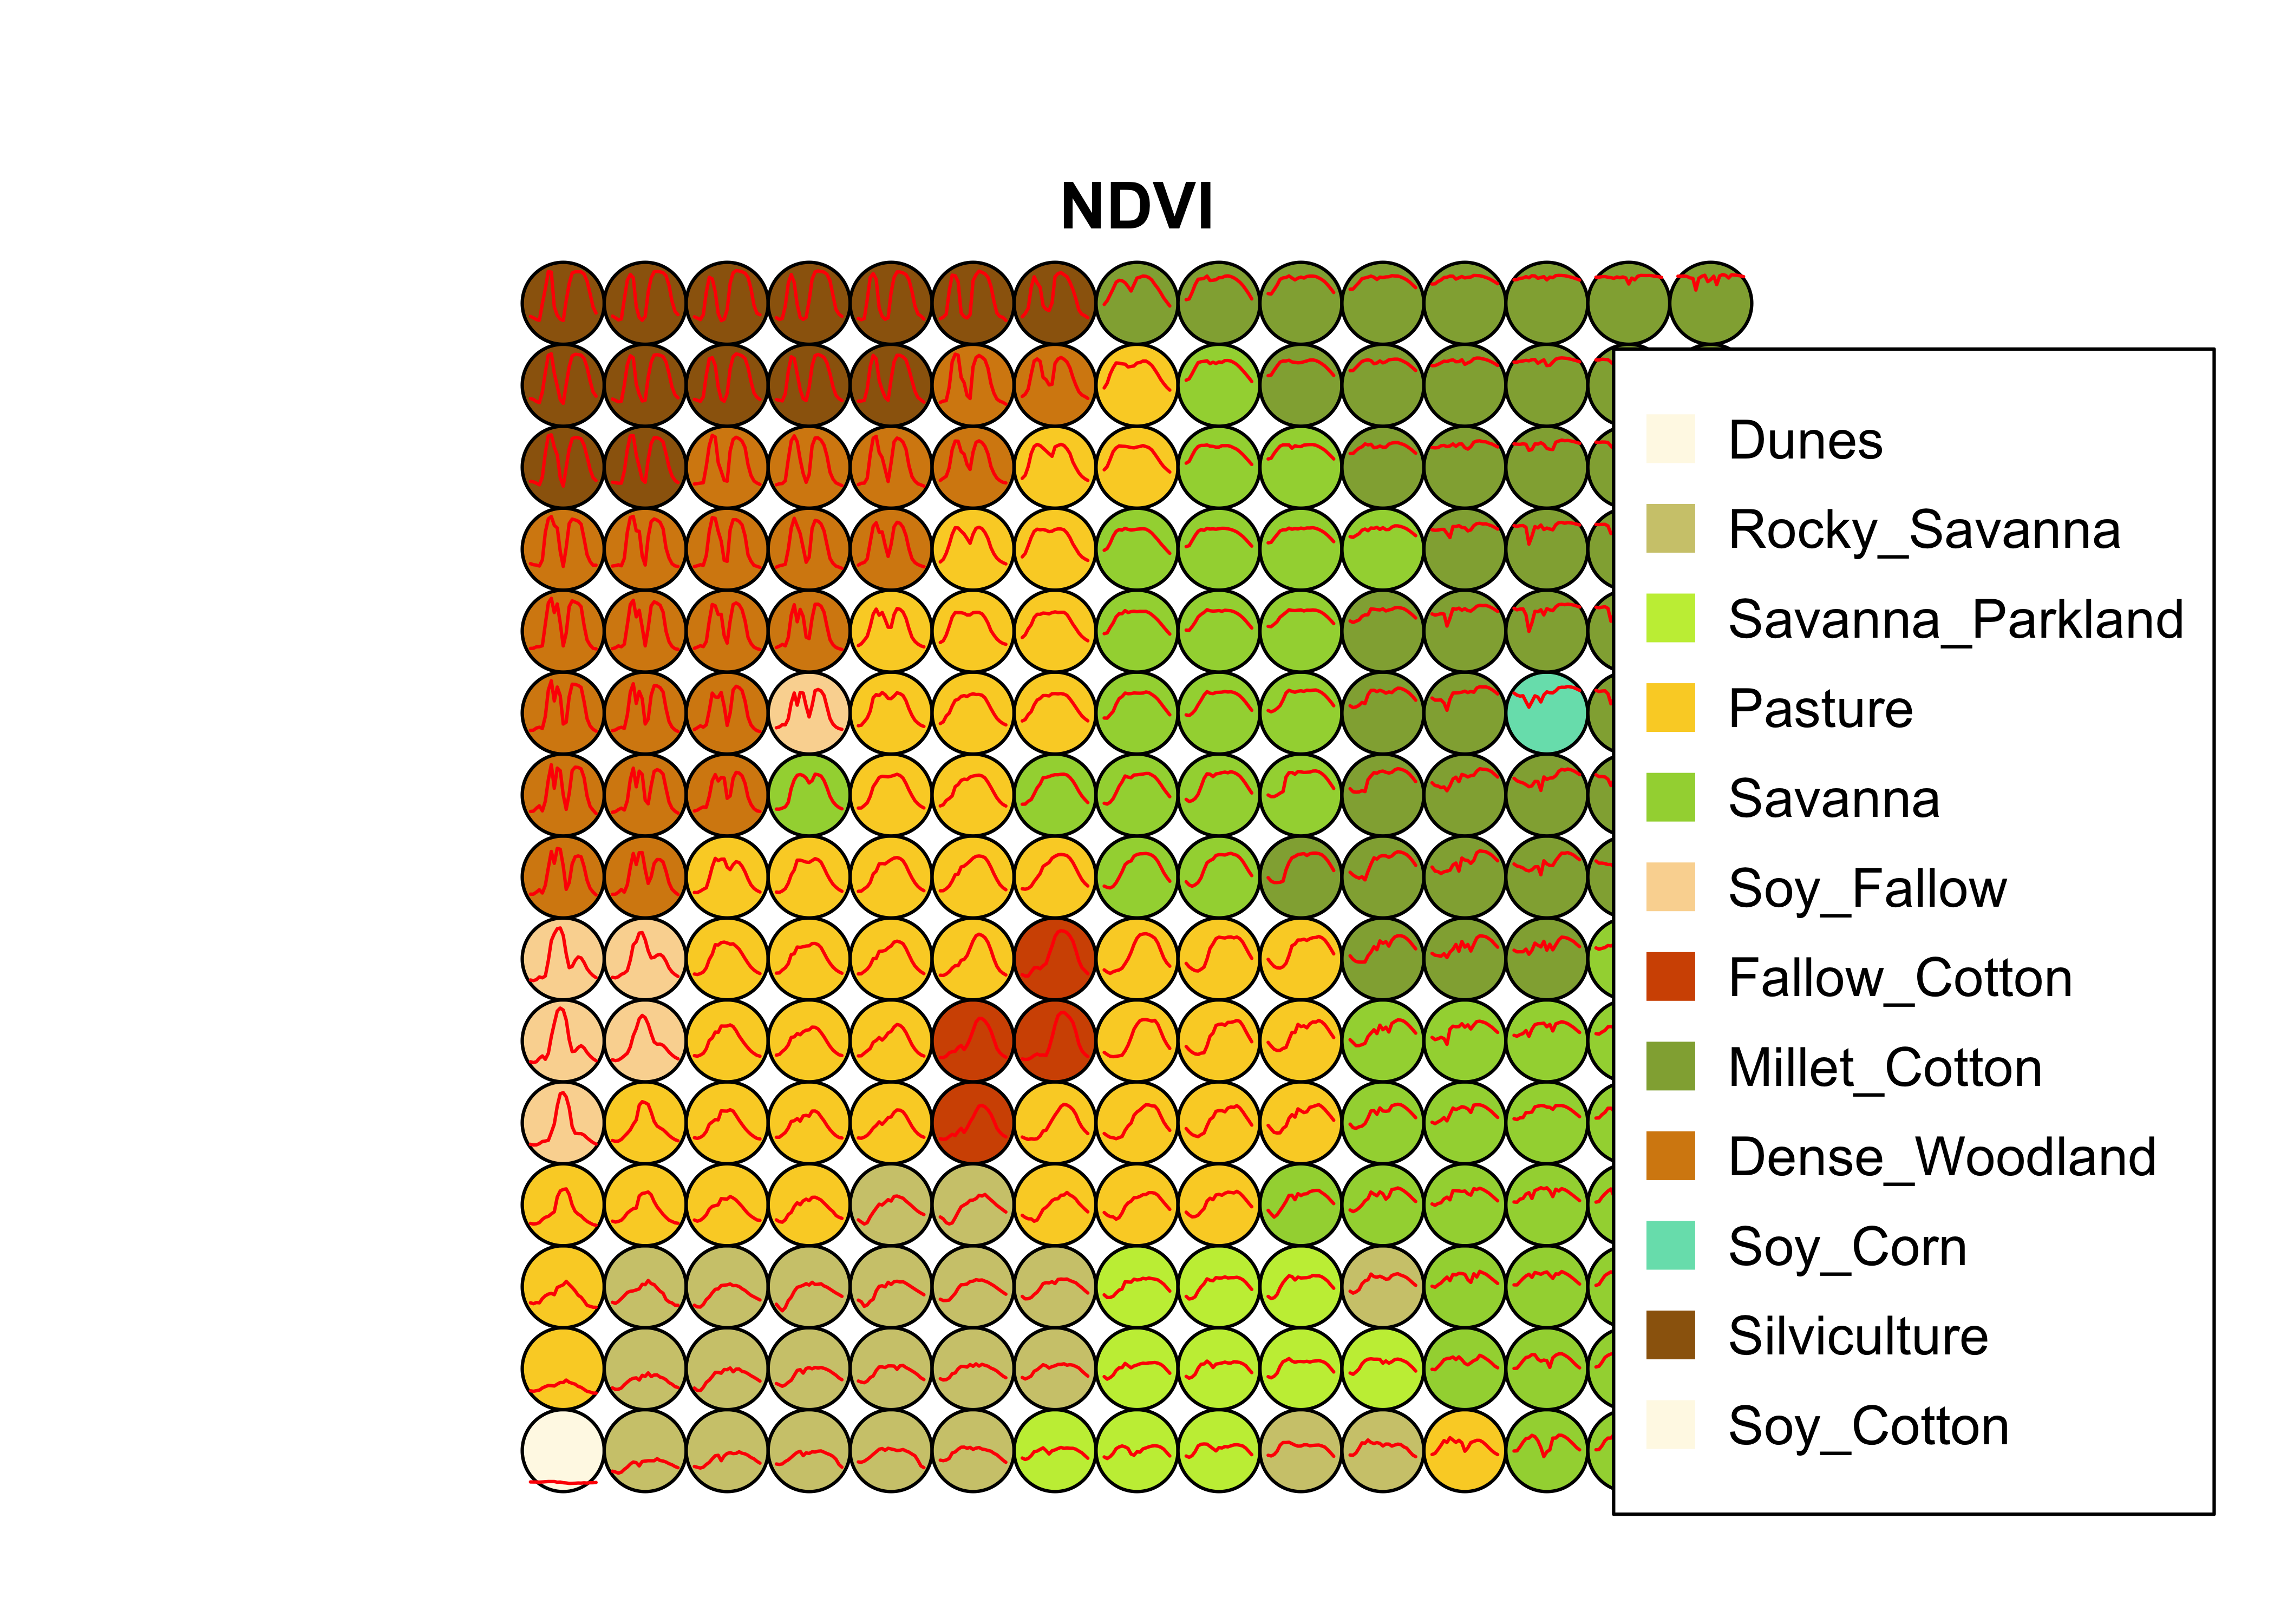 NDVI
Dunes
Rocky_Savanna
Savanna_Parkland
Pasture
Savanna
Soy_Fallow
Fallow_Cotton
Millet_Cotton
Dense_Woodland
Soy_Corn
Silviculture
Soy_Cotton